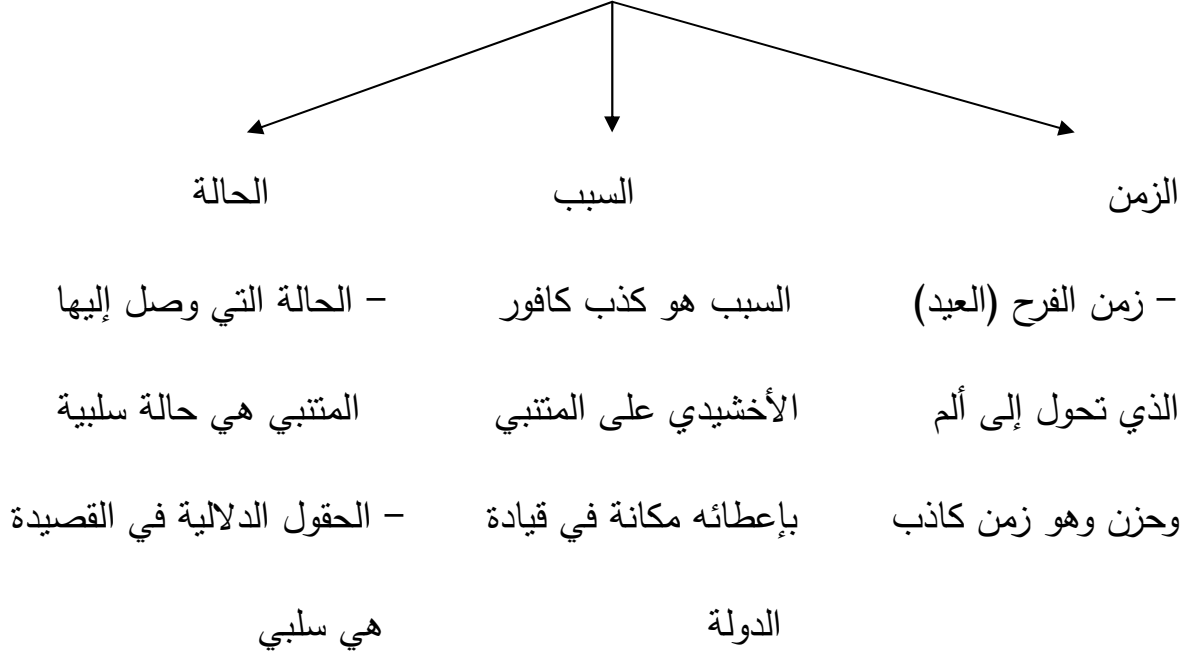 الزمن السبب الحالة
- زمن الفرح (العيد) السبب هو كذب كافور - الحالة التي وصل إليها
الذي تحول إلى ألم الأخشيدي على المتنبي المتنبي هي حالة سلبية
وحزن وهو زمن كاذب بإعطائه مكانة في قيادة - الحقول الدلالية في القصيدة
الدولة هي سلبي